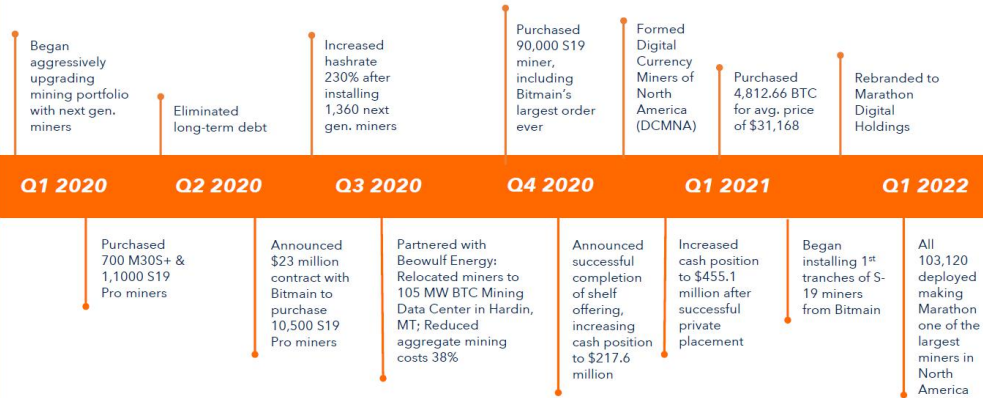 Began
aggressively
upgrading
mining portfolio
with next gen.
miners
Eliminated
long-term debt
Increased
hashrate
230% after
installing
1,360 next
gen. miners
Purchased
90,000 S19
miner,
including
Bitmain's
largest order
ever
Formed
Digital
Currency
Miners of
North
America
(DCMNA)
Purchased
4,812.66 BTC
for avg. price
of $31,168
Rebranded to
Marathon
Digital
Holdings
Q1 2020 Q2 2020 Q3 2020 Q4 2020 Q1 2021 Q1 2022
Purchased
700 M30S+ &
1,1000 S19
Pro miners
Announced
$23 million
contract with
Bitmain to
purchase
10,500 S19
Pro miners
Partnered with
Beowulf Energy:
Relocated miners to
105 MW BTC Mining
Data Center in Hardin,
MT; Reduced
aggregate mining
costs 38%
Announced
successful
completion
of shelf
offering,
increasing
cash position
to $217.6
million
Increased
cash position
to $455.1
million after
successful
private
placement
Began
installing 1st
tranches of S-
19 miners
from Bitmain
All
103,120
deployed
making
Marathon
one of the
largest
miners in
North
America